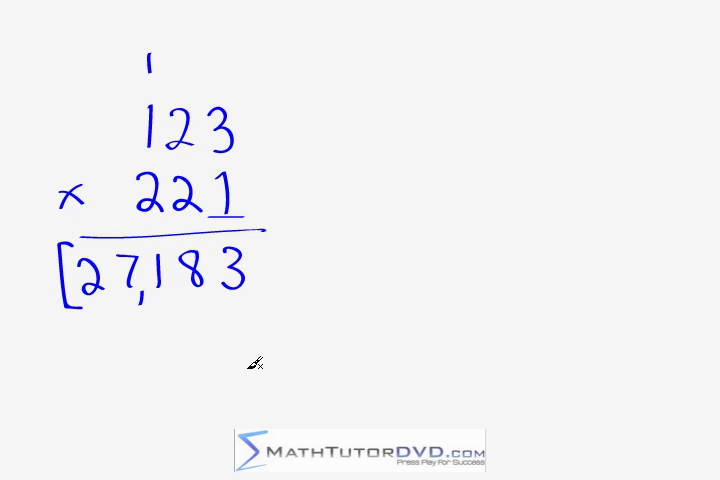 1
123
x 221
[27,183
MATHTUTORDVD.COM
Press Play For Success